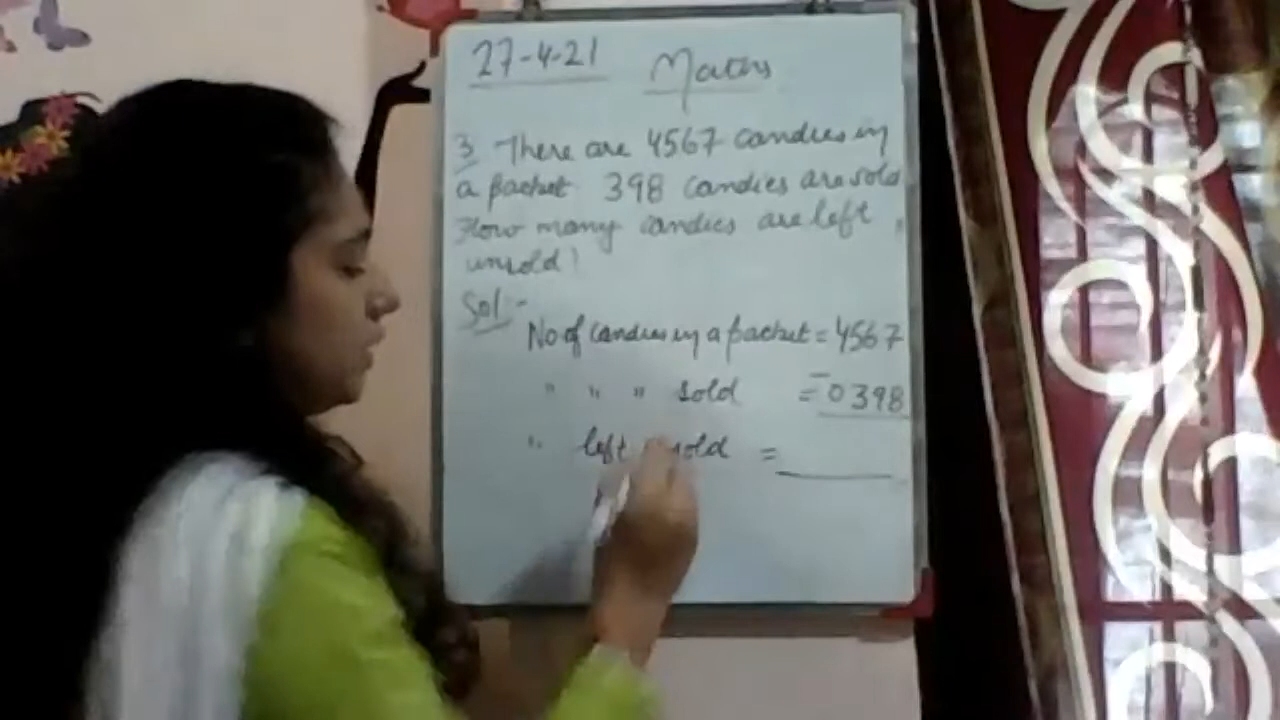 27-4-21 Maths
3. There are 4567 candies in
a packet 398 candies are sold
How many candies are left
unsold?
Sol:-
No of candies in a packet = 4567
" " " sold = - 0398
" left sold =